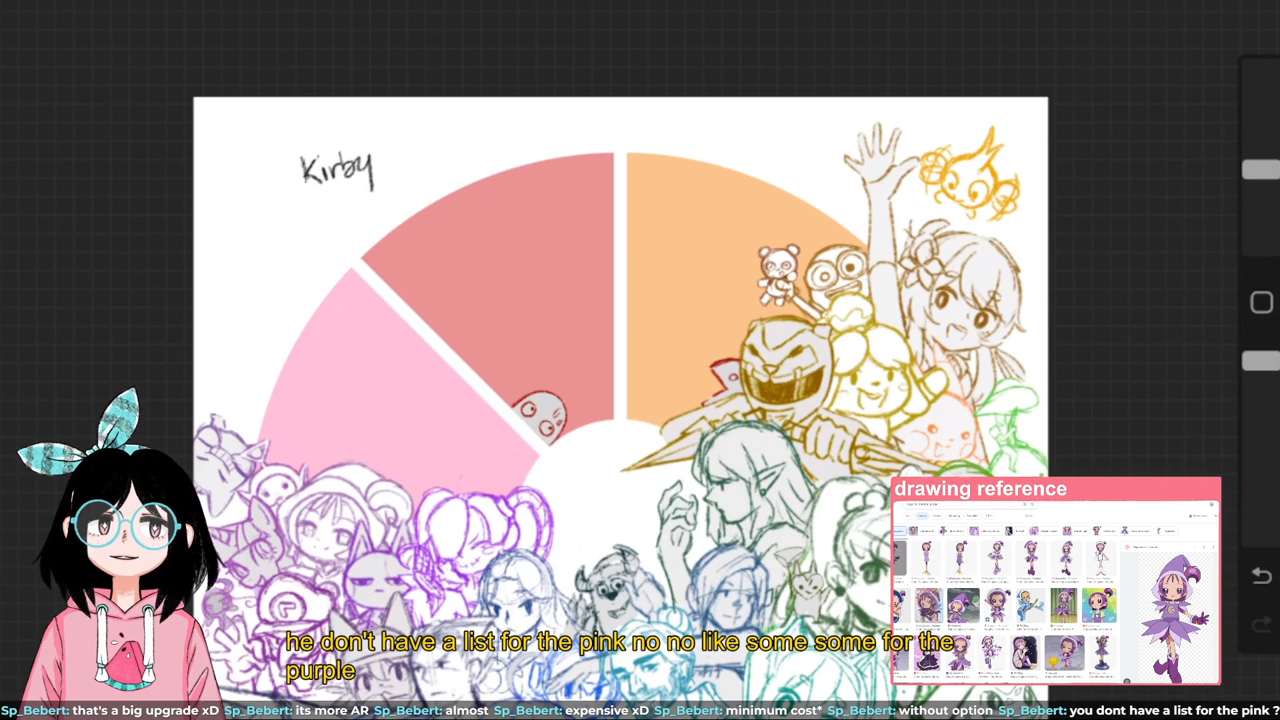 Kirby
drawing reference
he don't have a list for the pink no no like some some for the
purple
Sp_Bebert: that's a big upgrade xD Sp_Bebert: its more AR Sp_Bebert: almost Sp_Bebert: expensive xD Sp_Bebert: minimum cost* Sp_Bebert: without option Sp_Bebert: you dont have a list for the pink ?